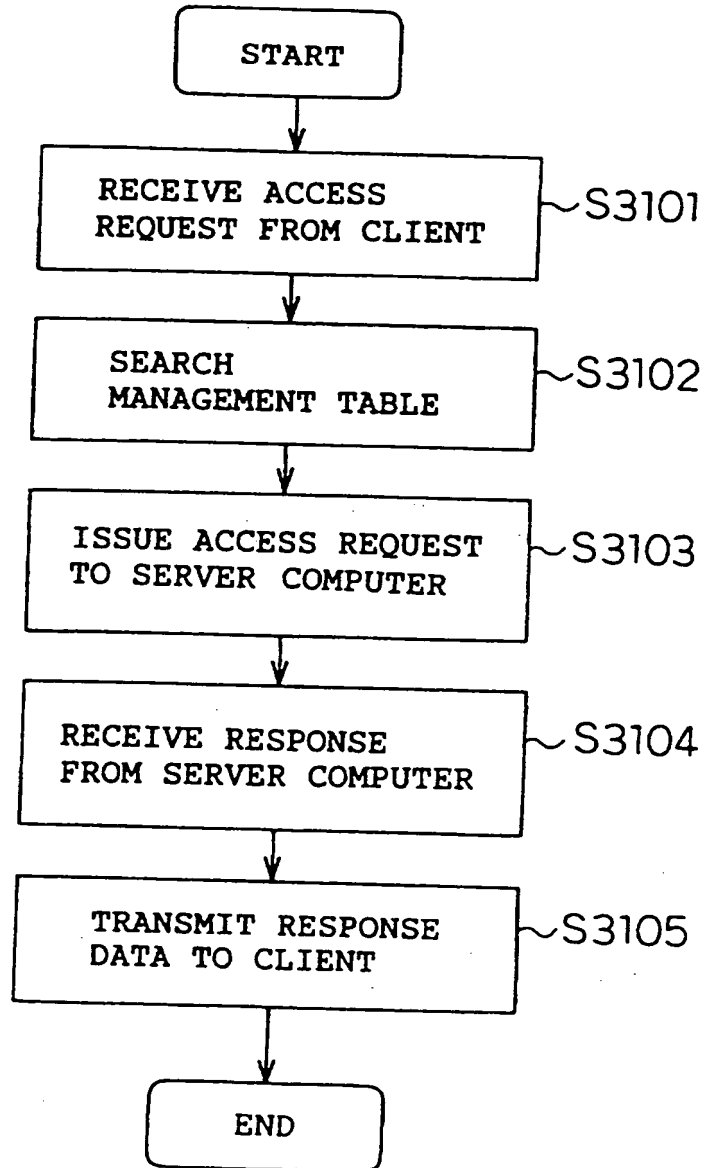 START
RECEIVE ACCESS
REQUEST FROM CLIENT
S3101
SEARCH
MANAGEMENT TABLE
S3102
ISSUE ACCESS REQUEST
TO SERVER COMPUTER
S3103
RECEIVE RESPONSE
FROM SERVER COMPUTER
S3104
TRANSMIT RESPONSE
DATA TO CLIENT
S3105
END